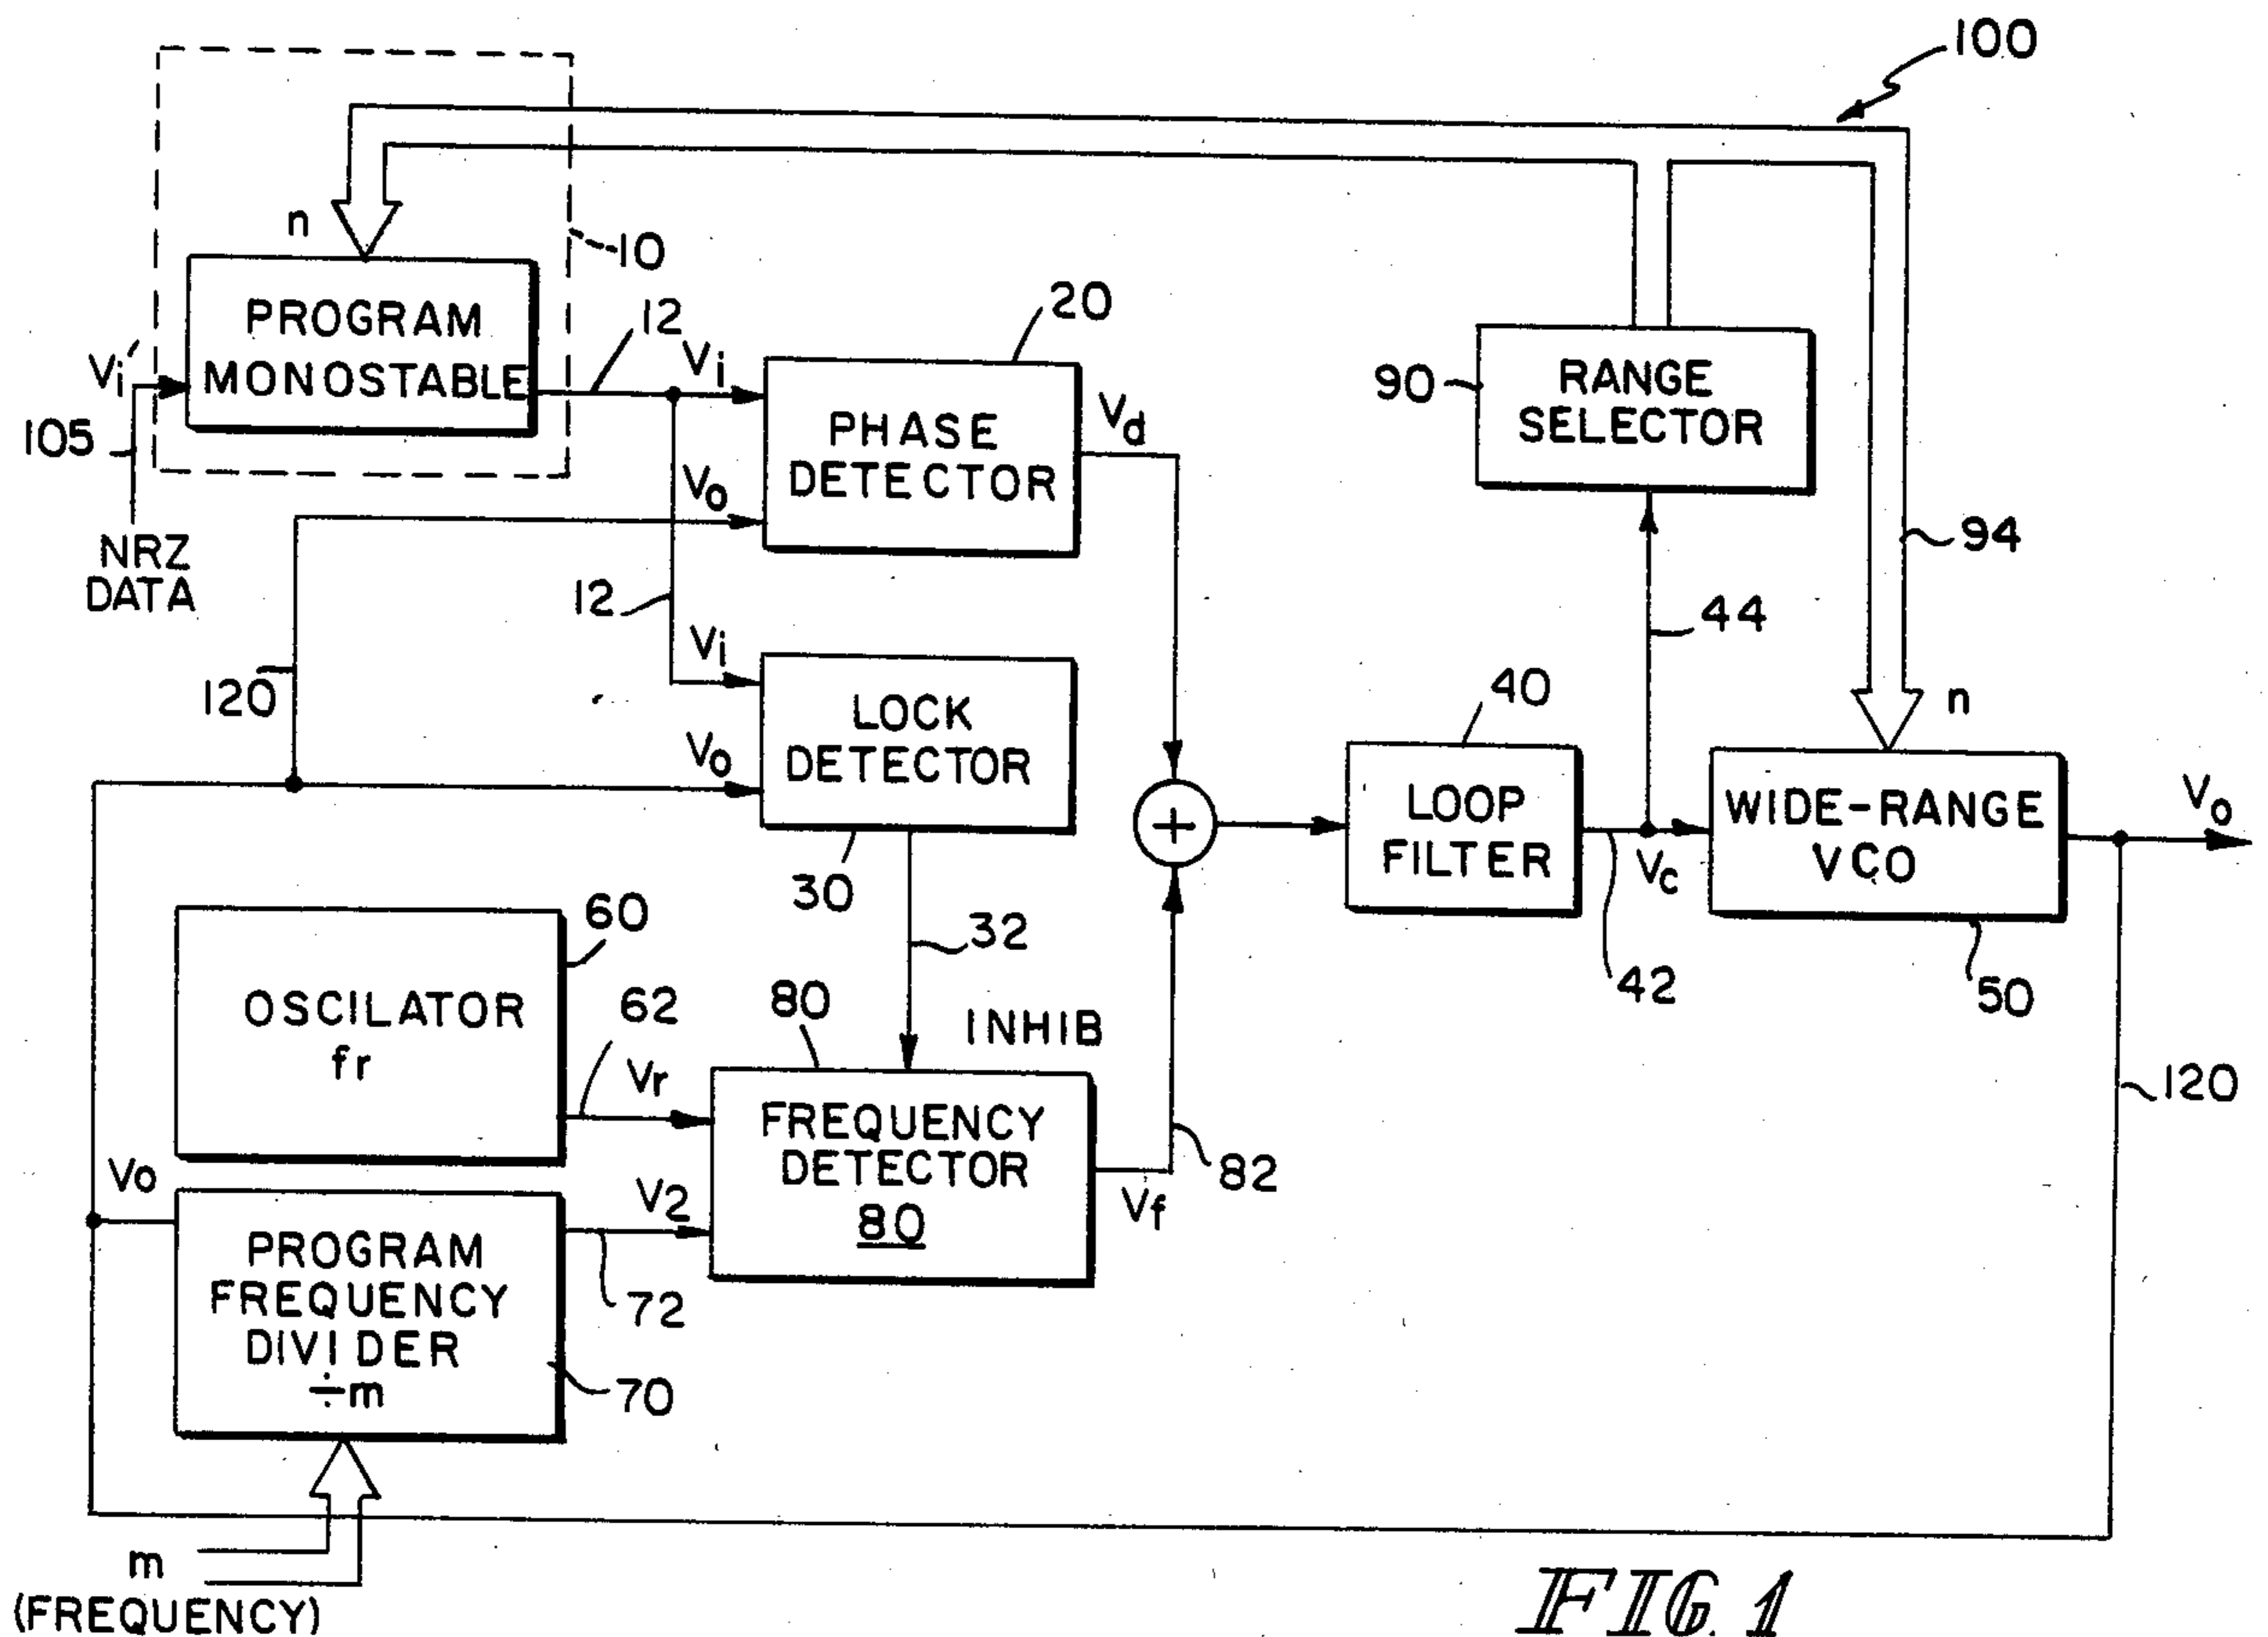 100
n
10
PROGRAM
MONOSTABLE
Vi'
105
NRZ
DATA
12
Vi
20
PHASE
DETECTOR
Vo
Vd
90
RANGE
SELECTOR
94
44
n
12
Vi
120
Vo
LOCK
DETECTOR
30
32
INHIB
40
LOOP
FILTER
42
Vc
WIDE-RANGE
VCO
50
Vo
120
60
OSCILATOR
fr
62
Vr
80
FREQUENCY
DETECTOR
80
82
Vf
Vo
V2
72
PROGRAM
FREQUENCY
DIVIDER
÷m
70
m
(FREQUENCY)
+
FIG. 1